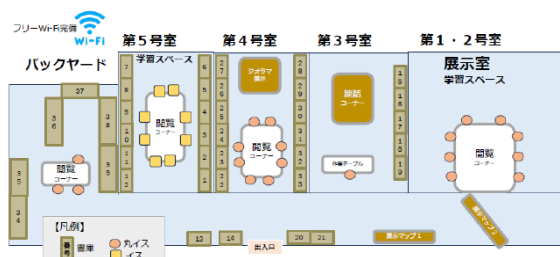 フリーWi-Fi完備
Wi-Fi
第5号室
第4号室
第3号室
第1・2号室
バックヤード
学習スペース
展示室
学習スペース
37
36
38
39
35
34
閲覧
コーナー
7
8
9
10
11
12
6
5
4
3
2
1
閲覧
コーナー
27
26
25
24
23
22
ジオラマ
展示
閲覧
コーナー
28
29
30
31
32
33
談話
コーナー
作業テーブル
15
16
17
18
19
閲覧
コーナー
13
14
出入口
20
21
展示マップ1
展示マップ2
【凡例】
番号
書庫
丸イス
イス